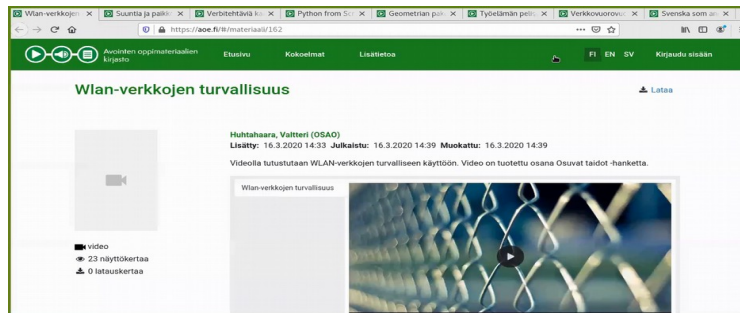 Wlan-verkkojen
Suuntia ja paikk
Verbitehtäviä ko
Python from Sc
Geometrian pak
Työelämän peli
Verkkovuorovuc
Svenska som an
https://aoe.fi/#/materiaali/162
Avointen oppimateriaalien
kirjasto
Etusivu Kokoelmat Lisätietoa FI EN SV Kirjaudu sisään
Wlan-verkkojen turvallisuus
Lataa
Huhtahaara, Valtteri (OSAO)
Lisätty: 16.3.2020 14:33 Julkaistu: 16.3.2020 14:39 Muokattu: 16.3.2020 14:39
Videolla tutustutaan WLAN-verkkojen turvalliseen käyttöön. Video on tuotettu osana Osuvat taidot -hanketta.
Wlan-verkkojen turvallisuus
video
23 näyttökertaa
0 latauskertaa